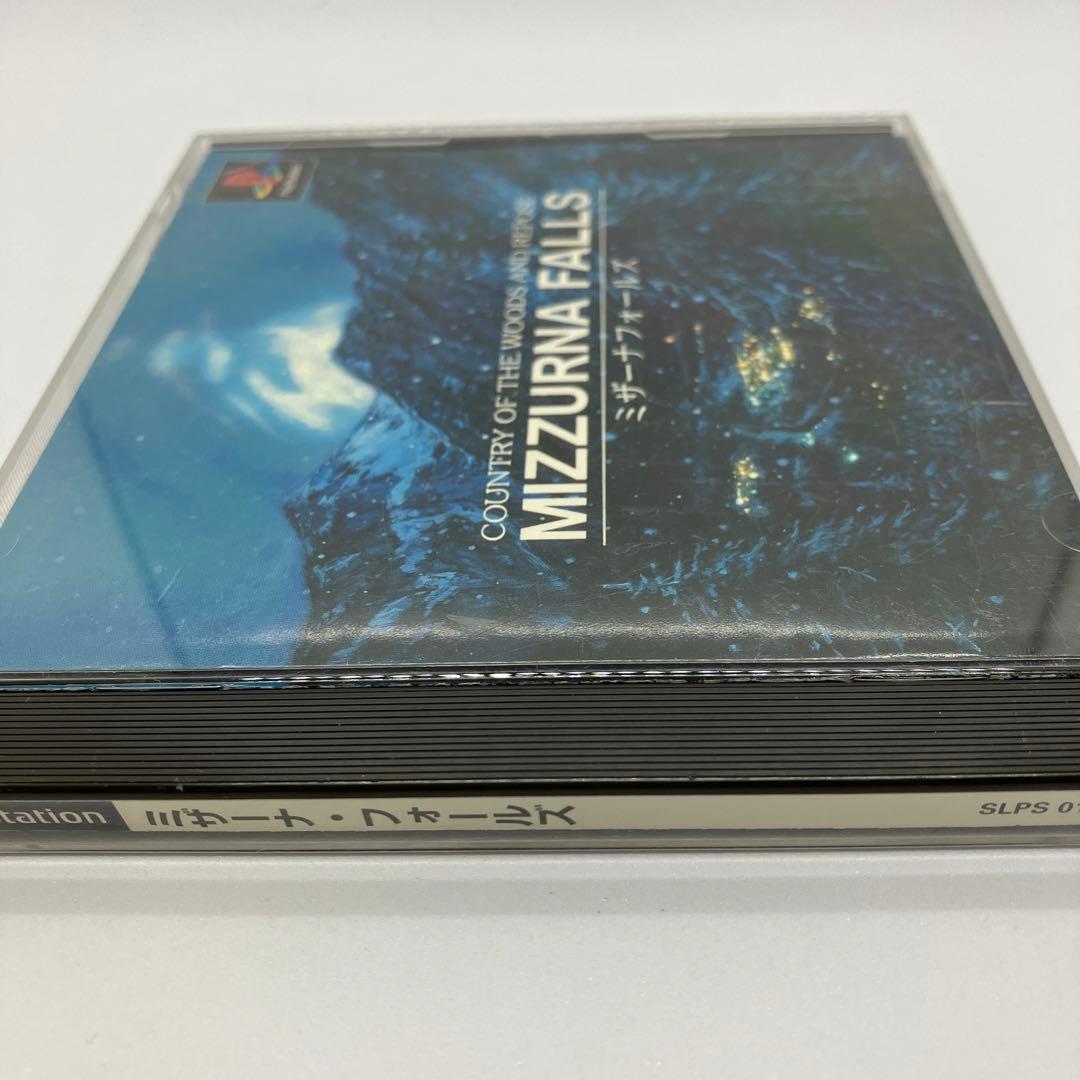 COUNTRY OF THE WOODS AND REPOSE
MIZZURNA FALLS
ミザーナフォールズ
Station ミザーナ・フォールズ SLPS 01